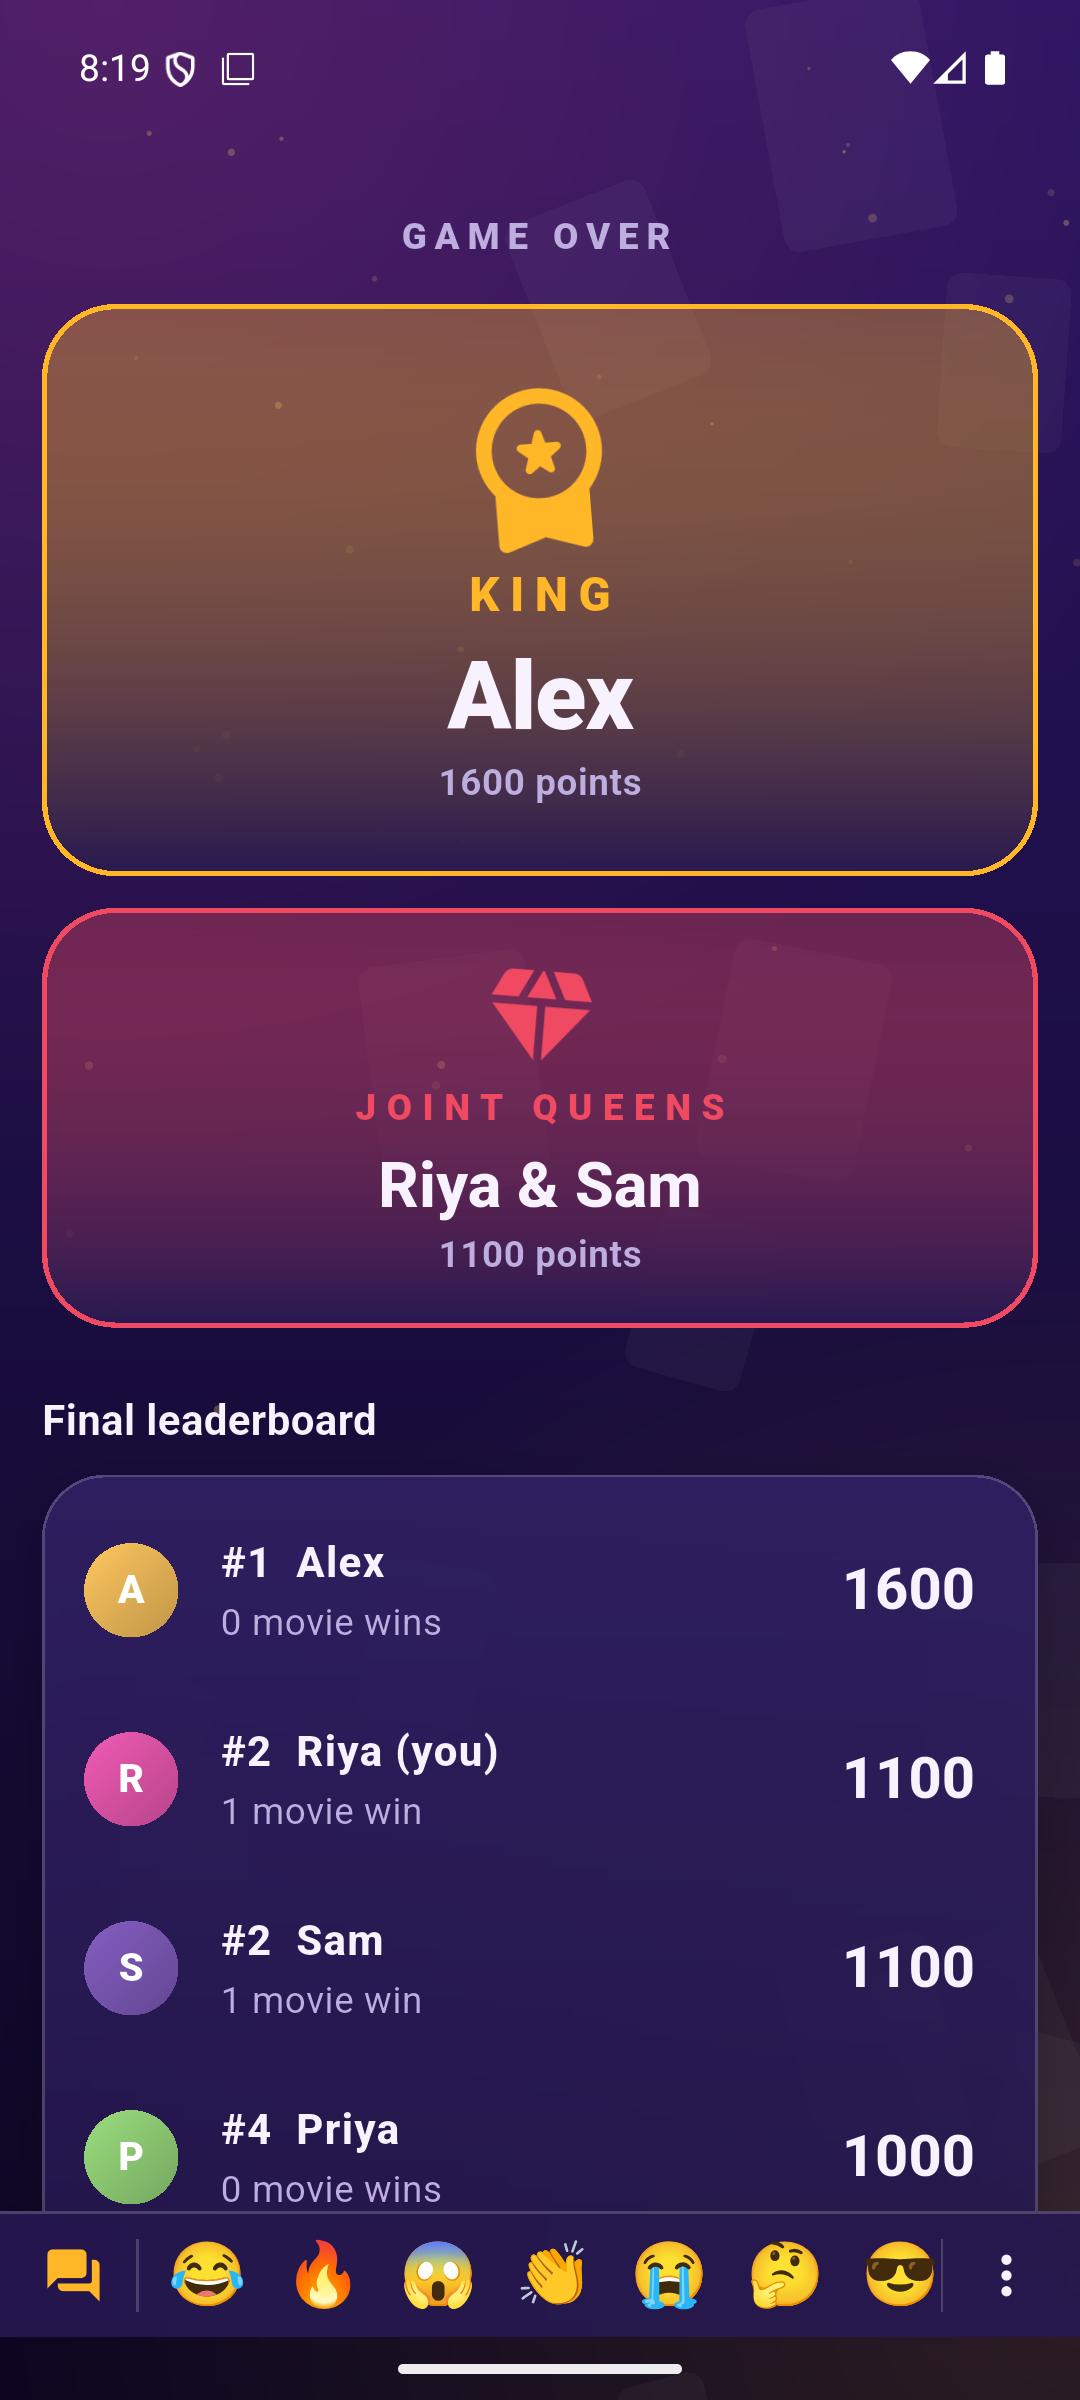 8:19
GAME OVER
KING
Alex
1600 points
JOINT QUEENS
Riya & Sam
1100 points
Final leaderboard
A
#1 Alex
0 movie wins
1600
R
#2 Riya (you)
1 movie win
1100
S
#2 Sam
1 movie win
1100
P
#4 Priya
0 movie wins
1000